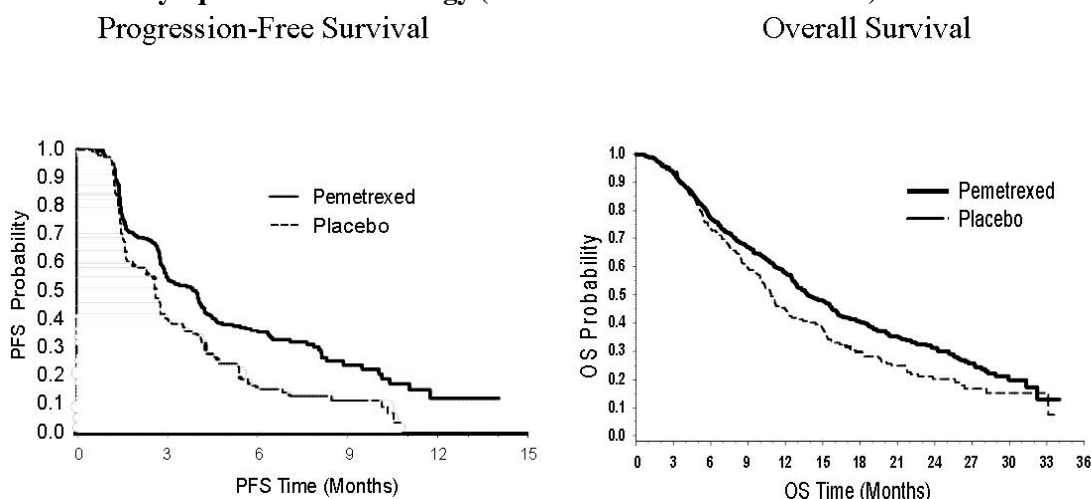 Progression-Free Survival
Overall Survival
PFS Probability
1.0
0.9
0.8
0.7
0.6
0.5
0.4
0.3
0.2
0.1
0.0
Pemetrexed
Placebo
0 3 6 9 12 15
PFS Time (Months)
OS Probability
1.0
0.9
0.8
0.7
0.6
0.5
0.4
0.3
0.2
0.1
0.0
Pemetrexed
Placebo
0 3 6 9 12 15 18 21 24 27 30 33 36
OS Time (Months)